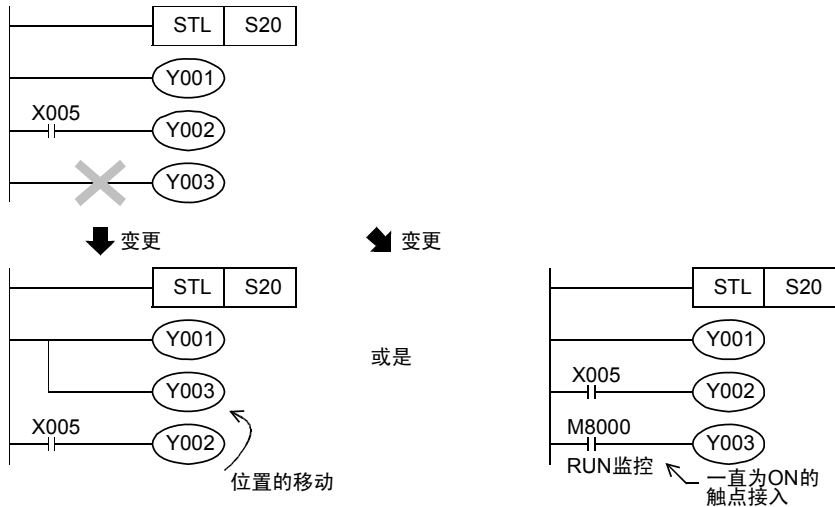 STL S20
Y001
X005
Y002
Y003
变更
变更
STL S20
Y001
Y003
X005
Y002
位置的移动
或是
STL S20
Y001
X005
Y002
M8000
Y003
RUN监控
一直为ON的
触点接入